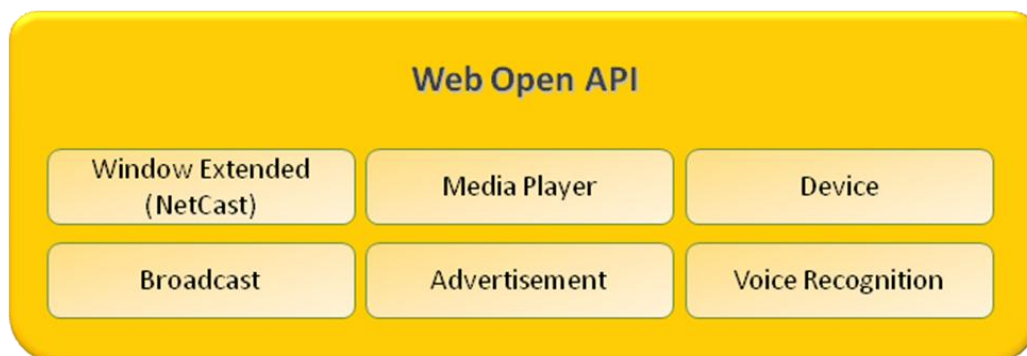 Web Open API
Window Extended
(NetCast)
Media Player
Device
Broadcast
Advertisement
Voice Recognition